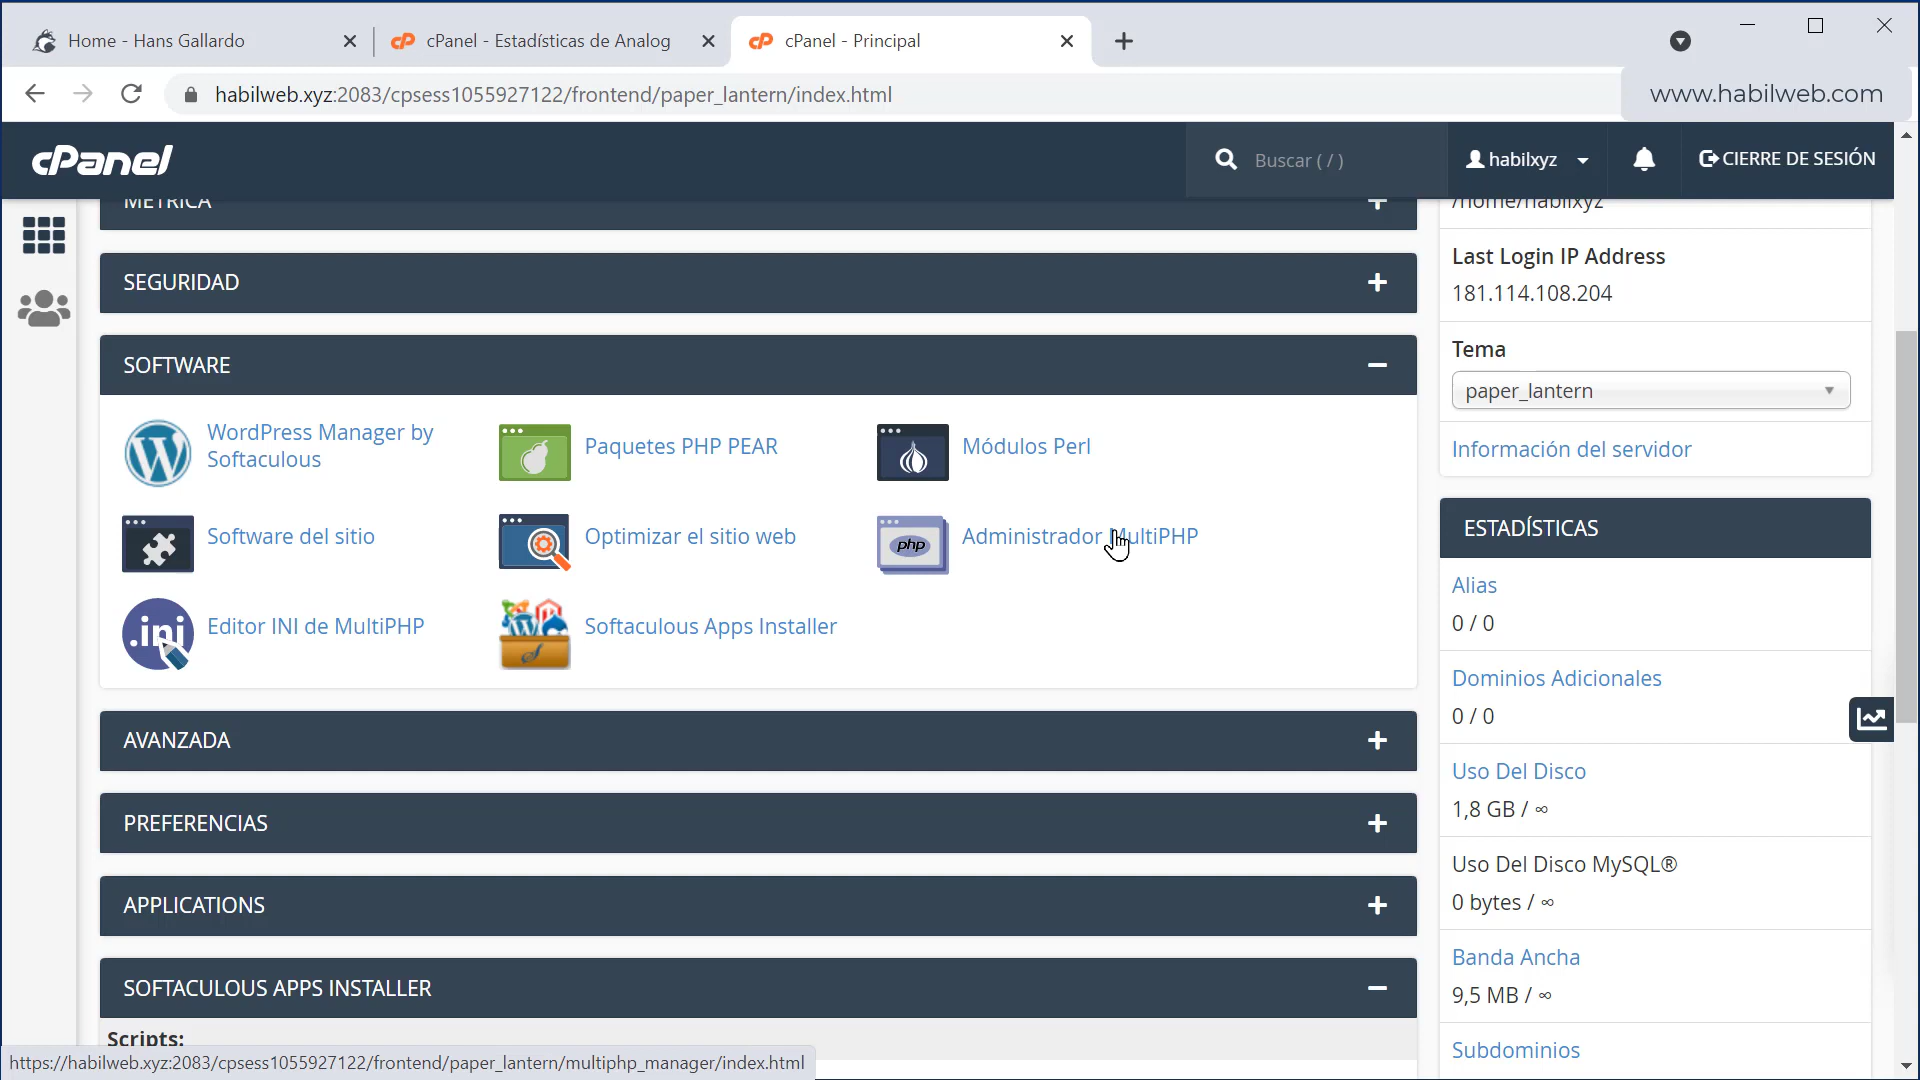 Home - Hans Gallardo
cPanel - Estadísticas de Analog
cPanel - Principal
habilweb.xyz:2083/cpsess1055927122/frontend/paper_lantern/index.html
www.habilweb.com
cPanel
Buscar ( / )
habilxyz
CIERRE DE SESIÓN
MÉTRICA
/home/habilxyz
SEGURIDAD
Last Login IP Address
181.114.108.204
SOFTWARE
Tema
paper_lantern
WordPress Manager by
Softaculous
Paquetes PHP PEAR
Módulos Perl
Información del servidor
Software del sitio
Optimizar el sitio web
php
Administrador MultiPHP
ESTADÍSTICAS
Alias
0 / 0
.ini
Editor INI de MultiPHP
Softaculous Apps Installer
Dominios Adicionales
0 / 0
AVANZADA
Uso Del Disco
1,8 GB / ∞
PREFERENCIAS
Uso Del Disco MySQL®
0 bytes / ∞
APPLICATIONS
Banda Ancha
9,5 MB / ∞
SOFTACULOUS APPS INSTALLER
Scripts:
Subdominios
https://habilweb.xyz:2083/cpsess1055927122/frontend/paper_lantern/multiphp_manager/index.html